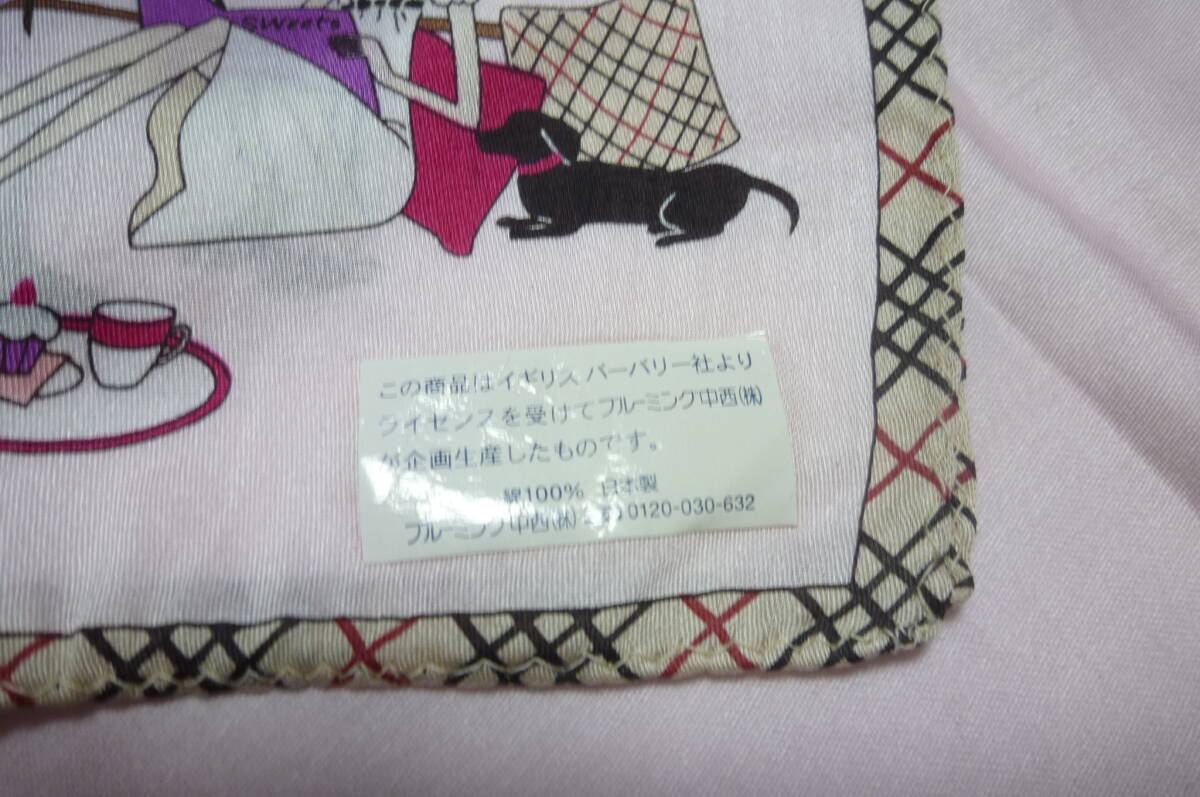 この商品はイギリス バーバリー社より
ライセンスを受けてブルーミング中西(株)
が企画生産したものです。
綿100% 日本製
ブルーミング中西(株) 0120-030-632
NEWS